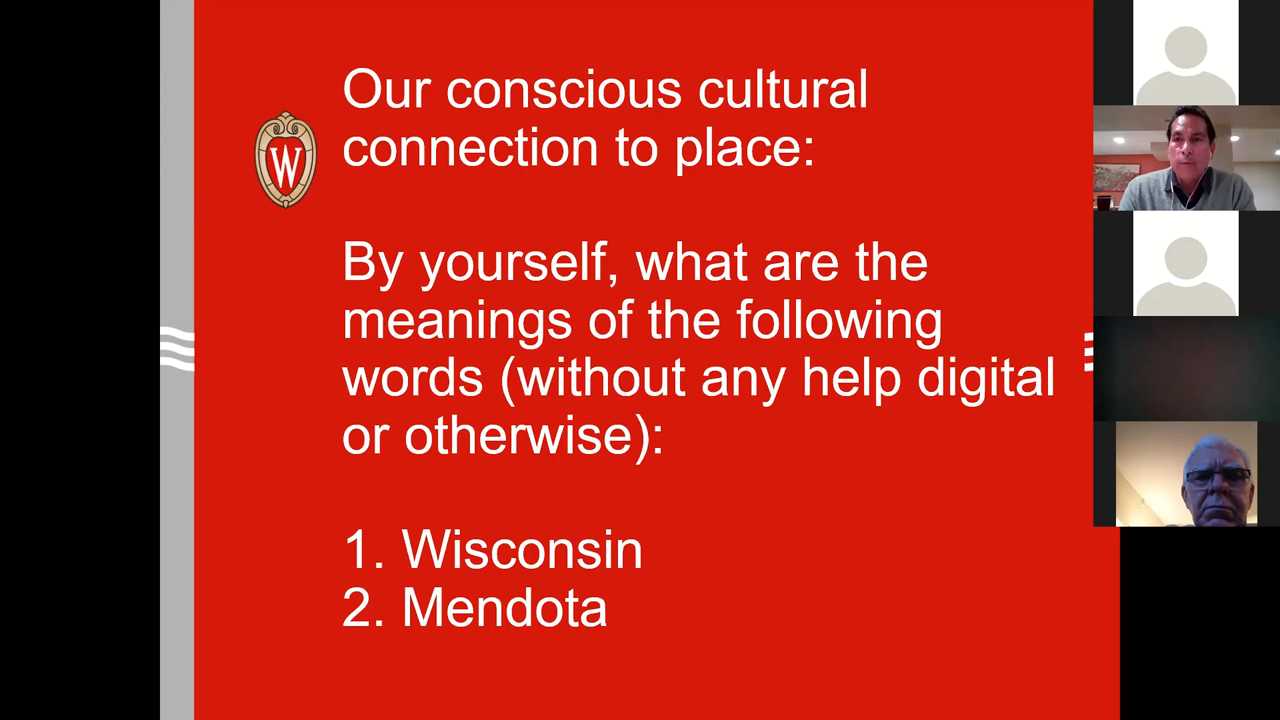 Our conscious cultural
connection to place:
W
By yourself, what are the
meanings of the following
words (without any help digital
or otherwise):
1. Wisconsin
2. Mendota